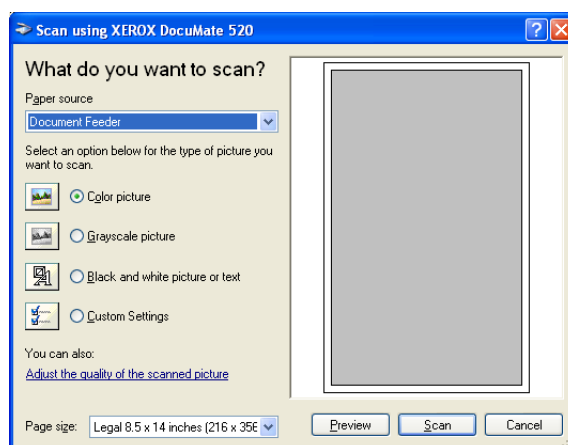 Scan using XEROX DocuMate 520
What do you want to scan?
Paper source
Document Feeder
Select an option below for the type of picture you
want to scan.
Color picture
Grayscale picture
Black and white picture or text
Custom Settings
You can also:
Adjust the quality of the scanned picture
Page size: Legal 8.5 x 14 inches (216 x 356
Preview Scan Cancel